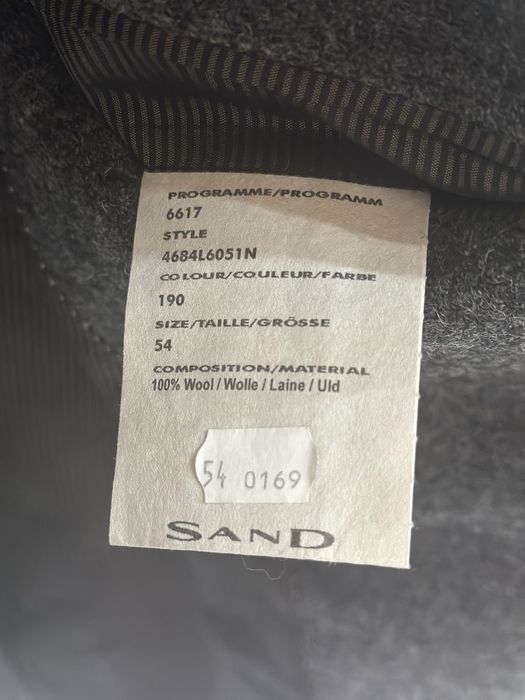 PROGRAMME/PROGRAMM
6617
STYLE
4684L6051N
COLOUR/COULEUR/FARBE
190
SIZE/TAILLE/GRÖSSE
54
COMPOSITION/MATERIAL
100% Wool / Wolle / Laine / Uld
54 0169
SAND